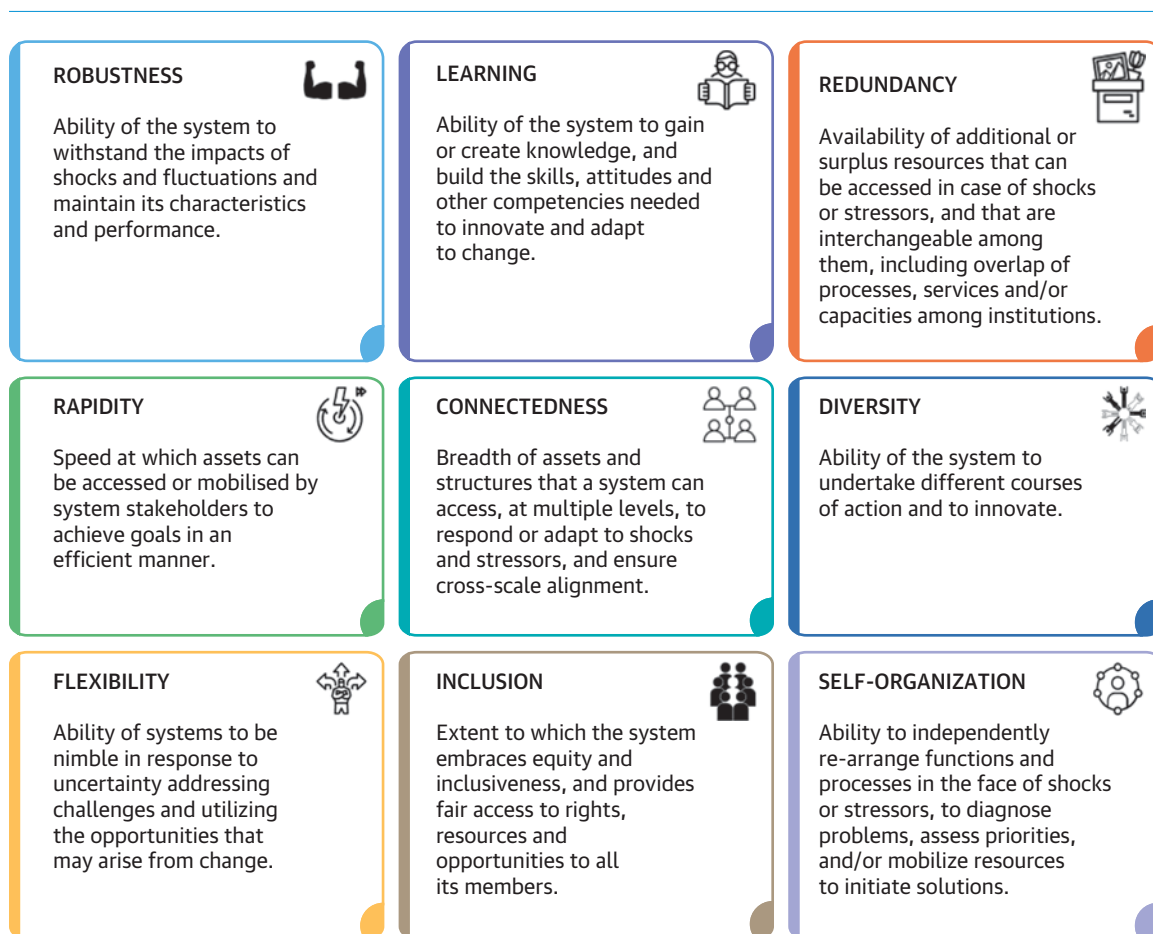 ROBUSTNESS
Ability of the system to
withstand the impacts of
shocks and fluctuations and
maintain its characteristics
and performance.
LEARNING
Ability of the system to gain
or create knowledge, and
build the skills, attitudes and
other competencies needed
to innovate and adapt
to change.
REDUNDANCY
Availability of additional or
surplus resources that can
be accessed in case of shocks
or stressors, and that are
interchangeable among
them, including overlap of
processes, services and/or
capacities among institutions.
RAPIDITY
Speed at which assets can
be accessed or mobilised by
system stakeholders to
achieve goals in an
efficient manner.
CONNECTEDNESS
Breadth of assets and
structures that a system can
access, at multiple levels, to
respond or adapt to shocks
and stressors, and ensure
cross-scale alignment.
DIVERSITY
Ability of the system to
undertake different courses
of action and to innovate.
FLEXIBILITY
Ability of systems to be
nimble in response to
uncertainty addressing
challenges and utilizing
the opportunities that
may arise from change.
INCLUSION
Extent to which the system
embraces equity and
inclusiveness, and provides
fair access to rights,
resources and
opportunities to all
its members.
SELF-ORGANIZATION
Ability to independently
re-arrange functions and
processes in the face of shocks
or stressors, to diagnose
problems, assess priorities,
and/or mobilize resources
to initiate solutions.